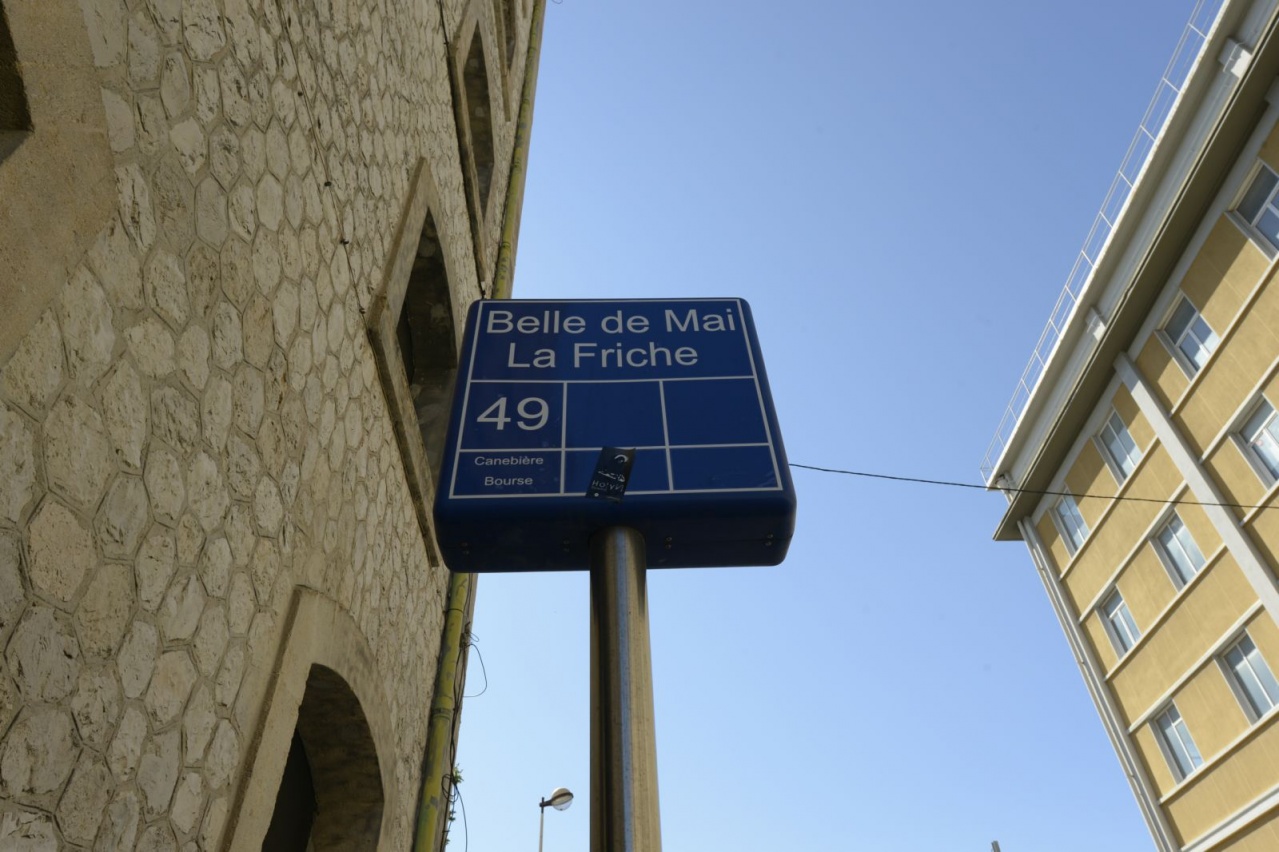 Belle de Mai
La Friche
49
Canebière
Bourse